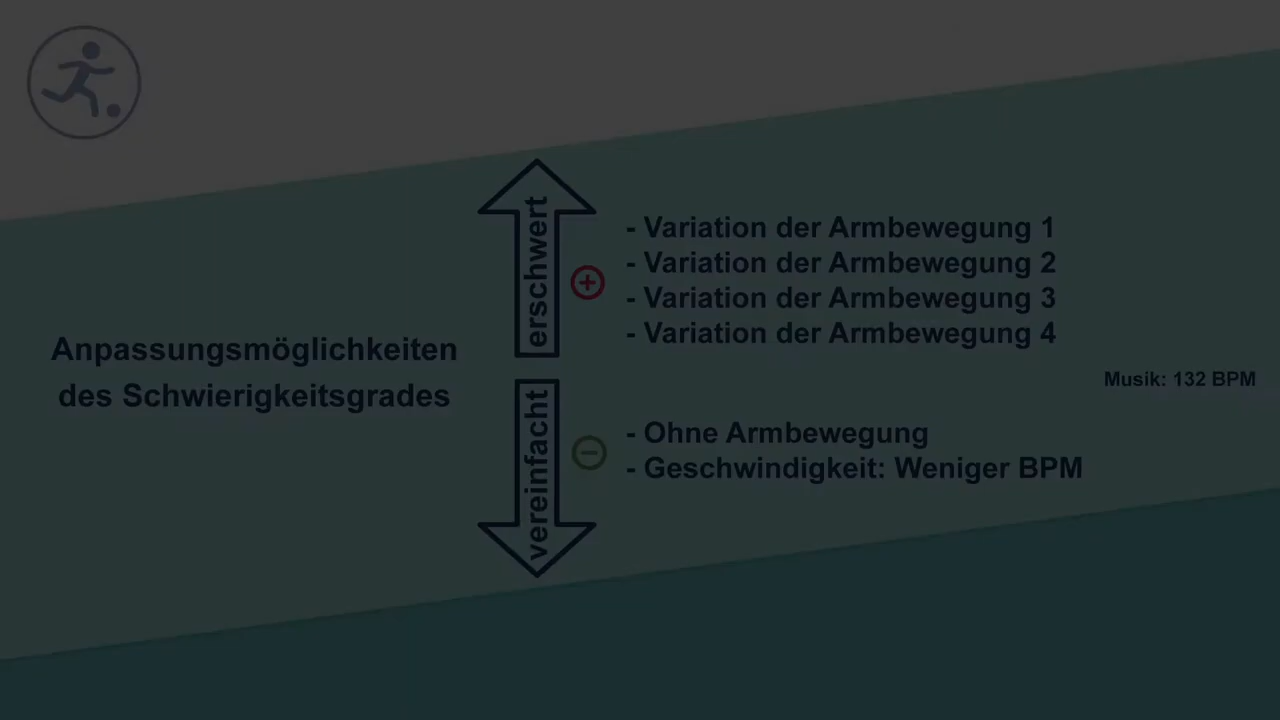 Anpassungsmöglichkeiten
des Schwierigkeitsgrades
erschwert
- Variation der Armbewegung 1
- Variation der Armbewegung 2
- Variation der Armbewegung 3
- Variation der Armbewegung 4
Musik: 132 BPM
vereinfacht
- Ohne Armbewegung
- Geschwindigkeit: Weniger BPM